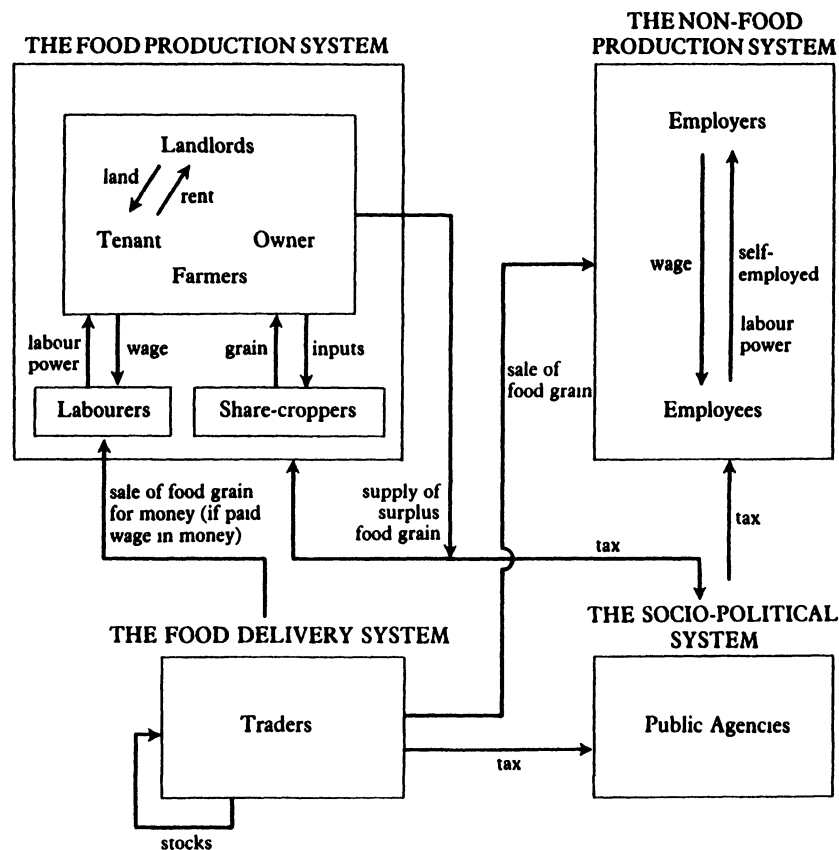 THE FOOD PRODUCTION SYSTEM
THE NON-FOOD
PRODUCTION SYSTEM
Landlords
land
rent
Tenant
Owner
Farmers
labour
power
wage
grain
inputs
Labourers
Share-croppers
Employers
wage
self-
employed
labour
power
Employees
sale of
food grain
sale of food grain
for money (if paid
wage in money)
supply of
surplus
food grain
tax
tax
THE FOOD DELIVERY SYSTEM
THE SOCIO-POLITICAL
SYSTEM
Traders
Public Agencies
tax
stocks